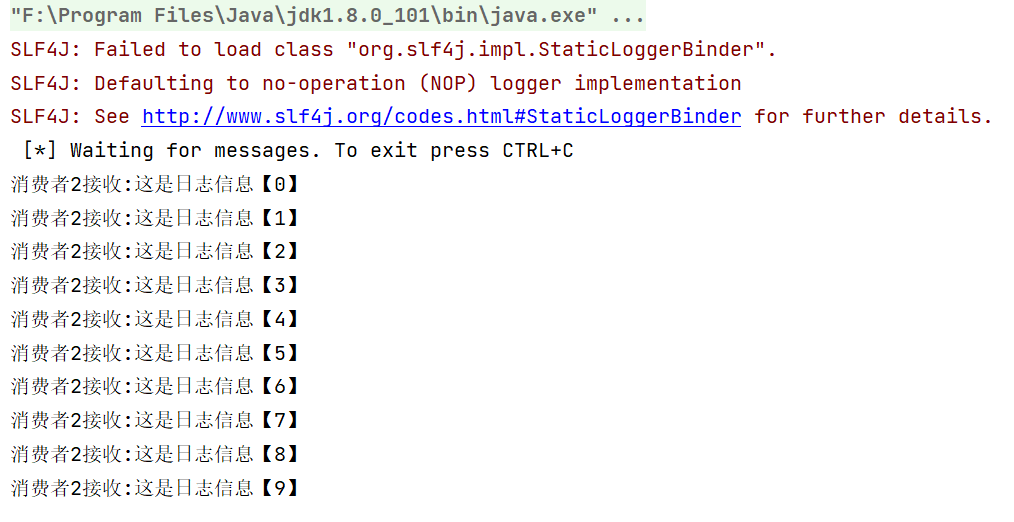 "F:\Program Files\Java\jdk1.8.0_101\bin\java.exe" ...
SLF4J: Failed to load class "org.slf4j.impl.StaticLoggerBinder".
SLF4J: Defaulting to no-operation (NOP) logger implementation
SLF4J: See http://www.slf4j.org/codes.html#StaticLoggerBinder for further details.
 [*] Waiting for messages. To exit press CTRL+C
消费者2接收:这是日志信息【0】
消费者2接收:这是日志信息【1】
消费者2接收:这是日志信息【2】
消费者2接收:这是日志信息【3】
消费者2接收:这是日志信息【4】
消费者2接收:这是日志信息【5】
消费者2接收:这是日志信息【6】
消费者2接收:这是日志信息【7】
消费者2接收:这是日志信息【8】
消费者2接收:这是日志信息【9】